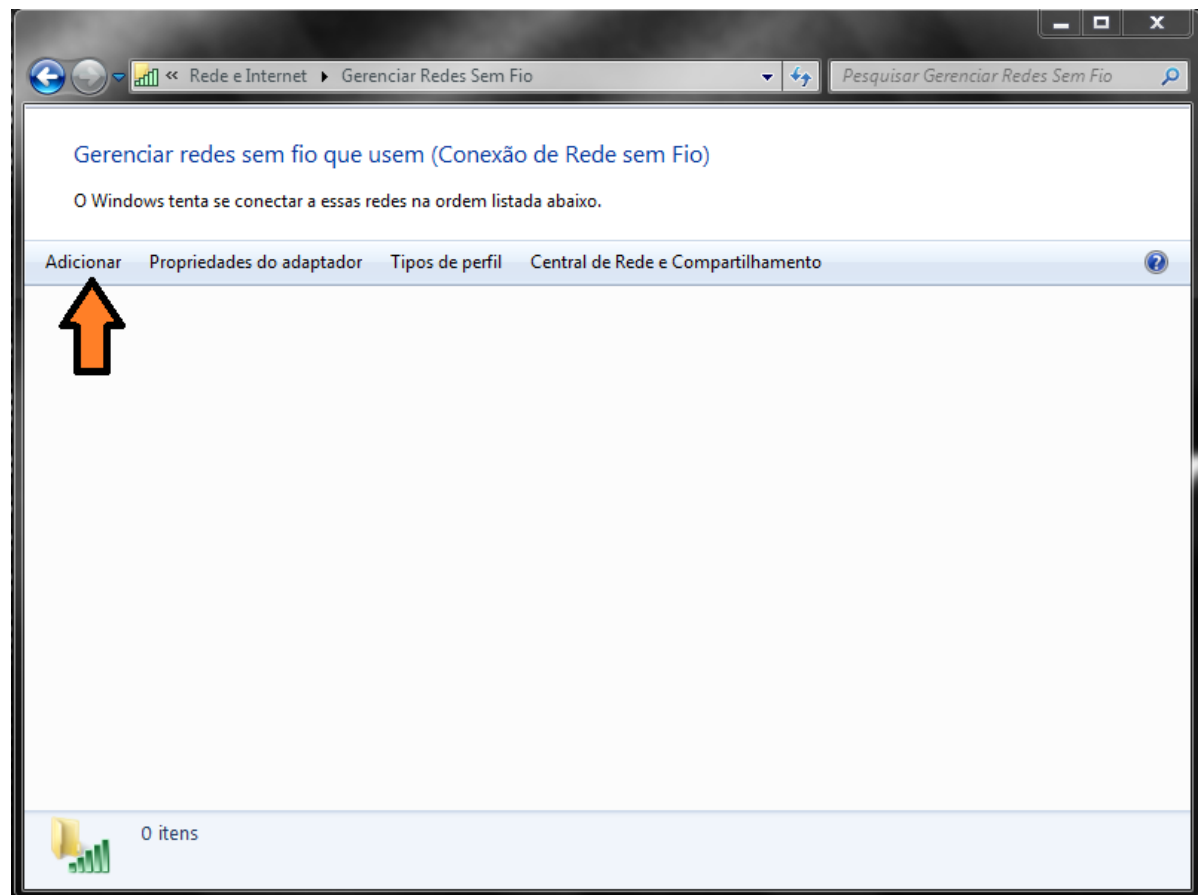 « Rede e Internet ▸ Gerenciar Redes Sem Fio
Pesquisar Gerenciar Redes Sem Fio
Gerenciar redes sem fio que usem (Conexão de Rede sem Fio)
O Windows tenta se conectar a essas redes na ordem listada abaixo.
Adicionar Propriedades do adaptador Tipos de perfil Central de Rede e Compartilhamento
0 itens